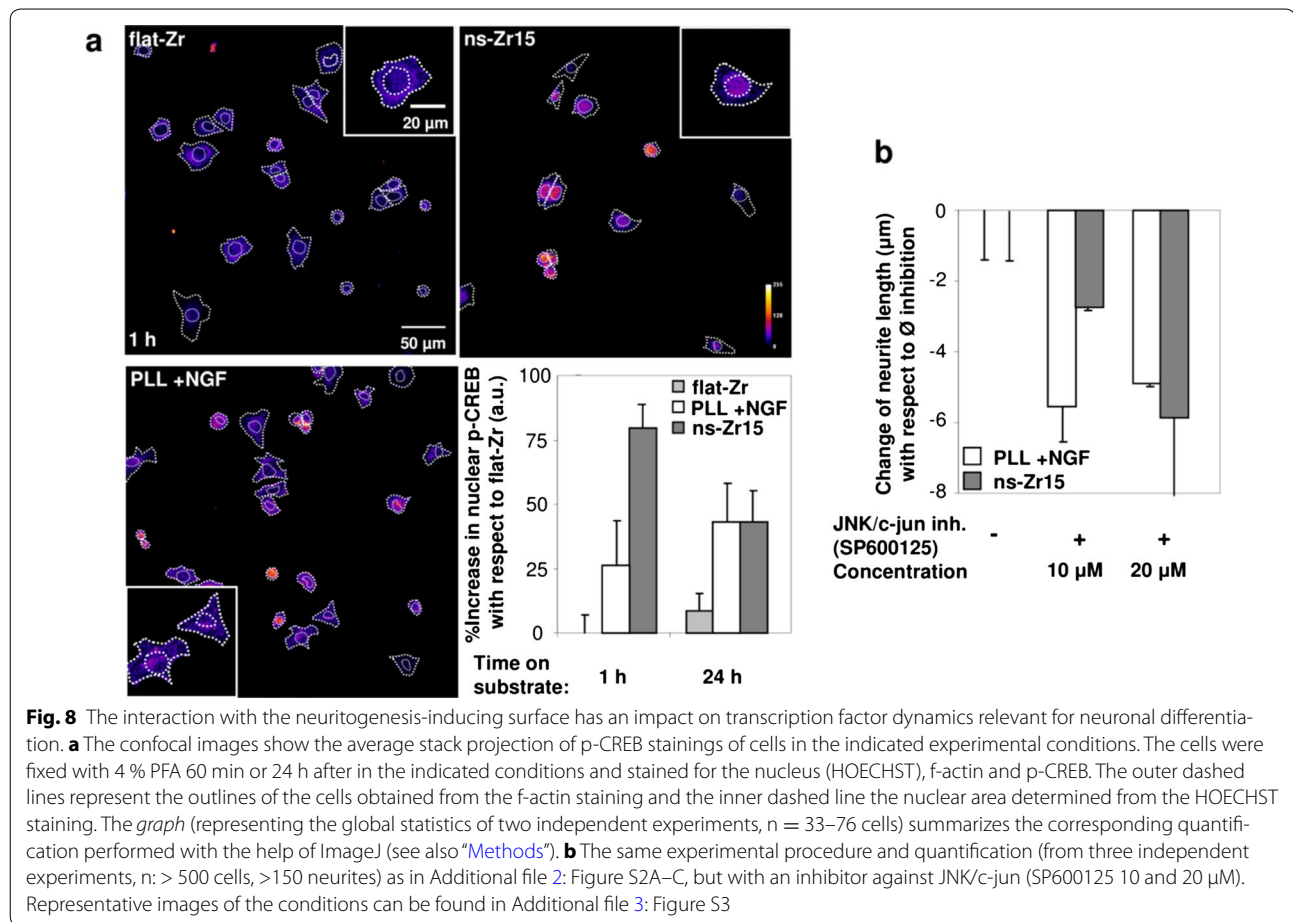 a
flat-Zr
20 µm
1 h
50 µm
ns-Zr15
255
128
0
PLL +NGF
%Increase in nuclear p-CREB
with respect to flat-Zr (a.u.)
100
75
50
25
0
flat-Zr
PLL +NGF
ns-Zr15
Time on
substrate:
1 h
24 h
b
Change of neurite length (µm)
with respect to Ø inhibition
0
-2
-4
-6
-8
PLL +NGF
ns-Zr15
JNK/c-jun inh.
(SP600125)
Concentration
-
+
10 µM
+
20 µM
Fig. 8 The interaction with the neuritogenesis-inducing surface has an impact on transcription factor dynamics relevant for neuronal differentia-
tion. a The confocal images show the average stack projection of p-CREB stainings of cells in the indicated experimental conditions. The cells were
fixed with 4 % PFA 60 min or 24 h after in the indicated conditions and stained for the nucleus (HOECHST), f-actin and p-CREB. The outer dashed
lines represent the outlines of the cells obtained from the f-actin staining and the inner dashed line the nuclear area determined from the HOECHST
staining. The graph (representing the global statistics of two independent experiments, n = 33–76 cells) summarizes the corresponding quantifi-
cation performed with the help of ImageJ (see also “Methods”). b The same experimental procedure and quantification (from three independent
experiments, n: > 500 cells, >150 neurites) as in Additional file 2: Figure S2A–C, but with an inhibitor against JNK/c-jun (SP600125 10 and 20 µM).
Representative images of the conditions can be found in Additional file 3: Figure S3